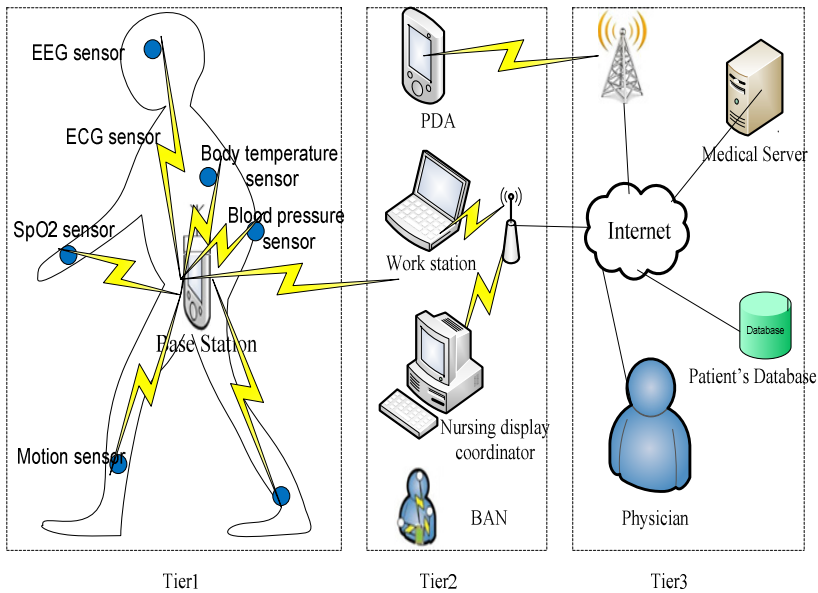 EEG sensor
ECG sensor
Body temperature
sensor
SpO2 sensor
Blood pressure
sensor
Base Station
Motion sensor
Tier1
PDA
Work station
Nursing display
coordinator
BAN
Tier2
Medical Server
Internet
Database
Patient's Database
Physician
Tier3